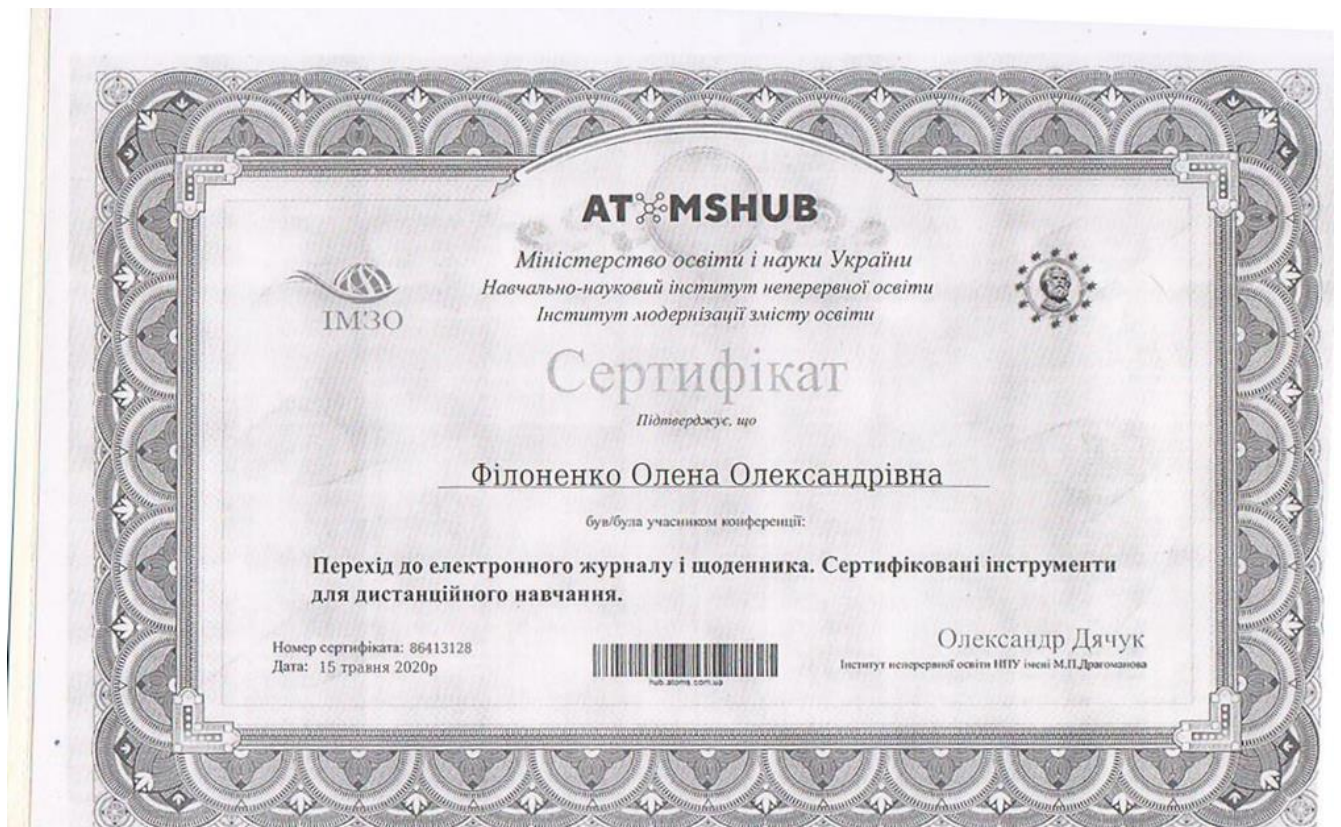 ATOMSHUB
Міністерство освіти і науки України
Навчально-науковий інститут неперервної освіти
Інститут модернізації змісту освіти
ІМЗО
Сертифікат
Підтверджує, що
Філоненко Олена Олександрівна
був/була учасником конференції:
Перехід до електронного журналу і щоденника. Сертифіковані інструменти
для дистанційного навчання.
Номер сертифіката: 86413128
Дата: 15 травня 2020р
hub.atoms.com.ua
Олександр Дячук
Інститут неперервної освіти НПУ імені М.П.Драгоманова